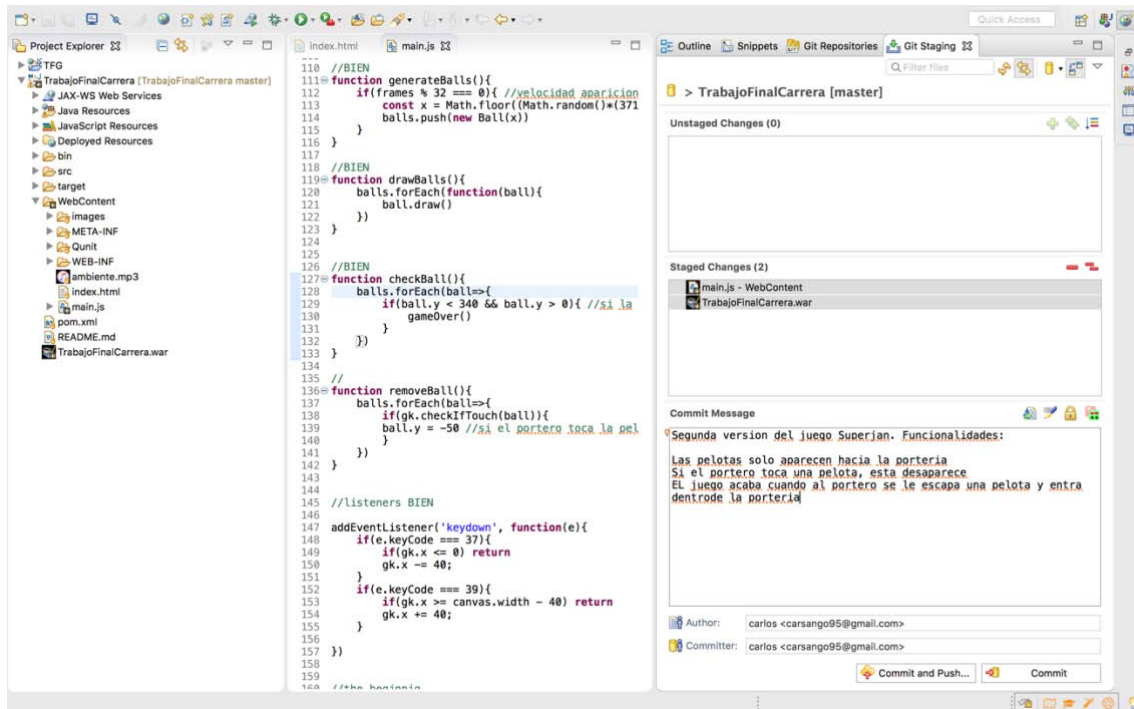 Quick Access
Project Explorer
TFG
TrabajoFinalCarrera [TrabajoFinalCarrera master]
JAX-WS Web Services
Java Resources
JavaScript Resources
Deployed Resources
bin
src
target
WebContent
images
META-INF
Qunit
WEB-INF
ambiente.mp3
index.html
main.js
pom.xml
README.md
TrabajoFinalCarrera.war
index.html
main.js
110 //BIEN
111 function generateBalls(){
112 if(frames % 32 === 0){ //velocidad aparicion
113 const x = Math.floor((Math.random()*(371
114 balls.push(new Ball(x))
115 }
116 }
117
118 //BIEN
119 function drawBalls(){
120 balls.forEach(function(ball){
121 ball.draw()
122 })
123 }
124
125
126 //BIEN
127 function checkBall(){
128 balls.forEach(ball=>{
129 if(ball.y < 340 && ball.y > 0){ //si la
130 gameOver()
131 }
132 })
133 }
134
135 //
136 function removeBall(){
137 balls.forEach(ball=>{
138 if(gk.checkIfTouch(ball)){
139 ball.y = -50 //si el portero toca la pel
140 }
141 })
142 }
143
144
145 //listeners BIEN
146
147 addEventListener('keydown', function(e){
148 if(e.keyCode === 37){
149 if(gk.x <= 0) return
150 gk.x -= 40;
151 }
152 if(e.keyCode === 39){
153 if(gk.x >= canvas.width - 40) return
154 gk.x += 40;
155 }
156
157 })
158
159
160 //the beginnig
Outline
Snippets
Git Repositories
Git Staging
Filter files
> TrabajoFinalCarrera [master]
Unstaged Changes (0)
Staged Changes (2)
main.js - WebContent
TrabajoFinalCarrera.war
Commit Message
Segunda version del juego Superjan. Funcionalidades:
Las pelotas solo aparecen hacia la porteria
Si el portero toca una pelota, esta desaparece
EL juego acaba cuando al portero se le escapa una pelota y entra
dentrode la porteria
Author: carlos <carsango95@gmail.com>
Committer: carlos <carsango95@gmail.com>
Commit and Push...
Commit